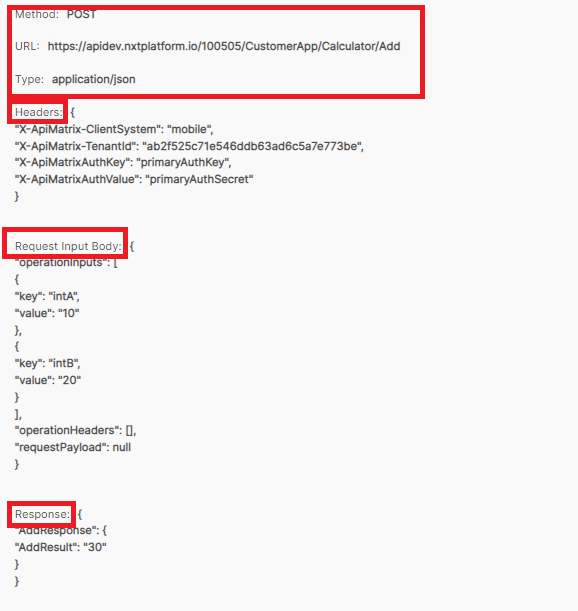 Method: POST
URL: https://apidev.nxtplatform.io/100505/CustomerApp/Calculator/Add
Type: application/json
Headers: {
"X-ApiMatrix-ClientSystem": "mobile",
"X-ApiMatrix-TenantId": "ab2f525c71e546ddb63ad6c5a7e773be",
"X-ApiMatrixAuthKey": "primaryAuthKey",
"X-ApiMatrixAuthValue": "primaryAuthSecret"
}
Request Input Body: {
"operationInputs": [
{
"key": "intA",
"value": "10"
},
{
"key": "intB",
"value": "20"
}
],
"operationHeaders": [],
"requestPayload": null
}
Response: {
"AddResponse": {
"AddResult": "30"
}
}